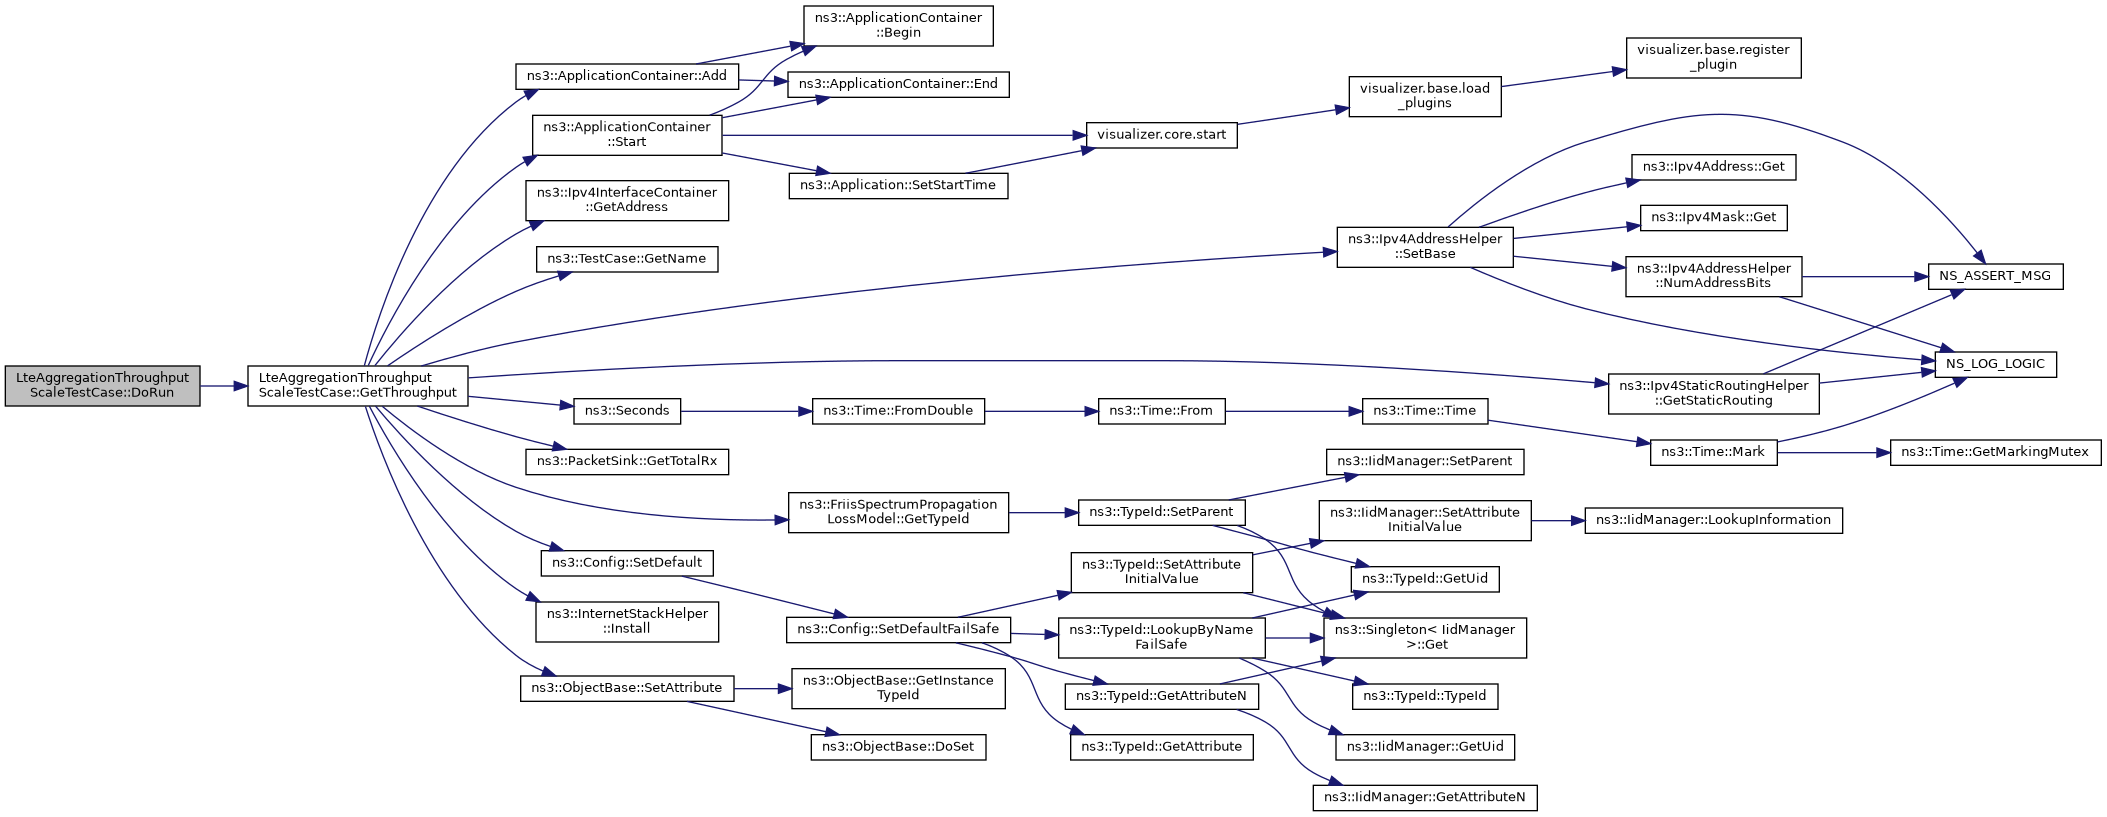 LteAggregationThroughput
ScaleTestCase::DoRun
LteAggregationThroughput
ScaleTestCase::GetThroughput
ns3::ApplicationContainer::Add
ns3::ApplicationContainer
::Start
ns3::Ipv4InterfaceContainer
::GetAddress
ns3::TestCase::GetName
ns3::Seconds
ns3::PacketSink::GetTotalRx
ns3::Config::SetDefault
ns3::InternetStackHelper
::Install
ns3::ObjectBase::SetAttribute
ns3::ApplicationContainer
::Begin
ns3::ApplicationContainer::End
ns3::Application::SetStartTime
ns3::Time::FromDouble
ns3::FriisSpectrumPropagation
LossModel::GetTypeId
ns3::Config::SetDefaultFailSafe
ns3::ObjectBase::GetInstance
TypeId
ns3::ObjectBase::DoSet
visualizer.core.start
ns3::Time::From
ns3::TypeId::SetParent
ns3::TypeId::SetAttribute
InitialValue
ns3::TypeId::LookupByName
FailSafe
ns3::TypeId::GetAttributeN
ns3::TypeId::GetAttribute
visualizer.base.load
_plugins
ns3::Ipv4AddressHelper
::SetBase
ns3::Time::Time
ns3::IidManager::SetParent
ns3::IidManager::SetAttribute
InitialValue
ns3::TypeId::GetUid
ns3::Singleton< IidManager
>::Get
ns3::TypeId::TypeId
ns3::IidManager::GetUid
ns3::IidManager::GetAttributeN
visualizer.base.register
_plugin
ns3::Ipv4Address::Get
ns3::Ipv4Mask::Get
ns3::Ipv4AddressHelper
::NumAddressBits
ns3::Ipv4StaticRoutingHelper
::GetStaticRouting
ns3::Time::Mark
ns3::IidManager::LookupInformation
NS_ASSERT_MSG
NS_LOG_LOGIC
ns3::Time::GetMarkingMutex